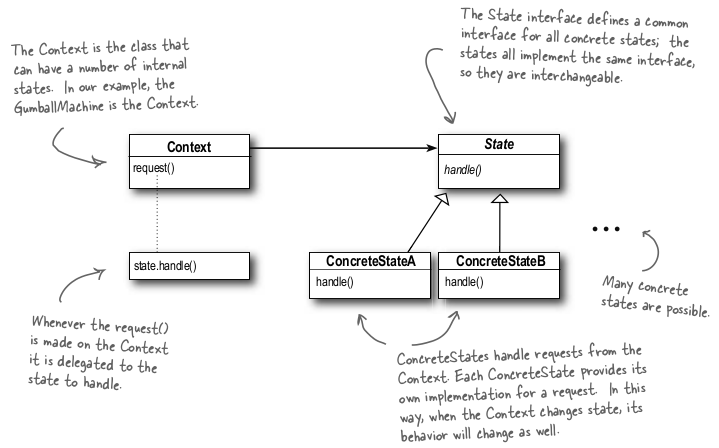 The State interface defines a common
interface for all concrete states; the
states all implement the same interface,
so they are interchangeable.
The Context is the class that
can have a number of internal
states. In our example, the
GumballMachine is the Context.
Context
request()
State
handle()
state.handle()
ConcreteStateA
handle()
ConcreteStateB
handle()
•••
Many concrete
states are possible.
Whenever the request()
is made on the Context
it is delegated to the
state to handle.
ConcreteStates handle requests from the
Context. Each ConcreteState provides its
own implementation for a request. In this
way, when the Context changes state, its
behavior will change as well.